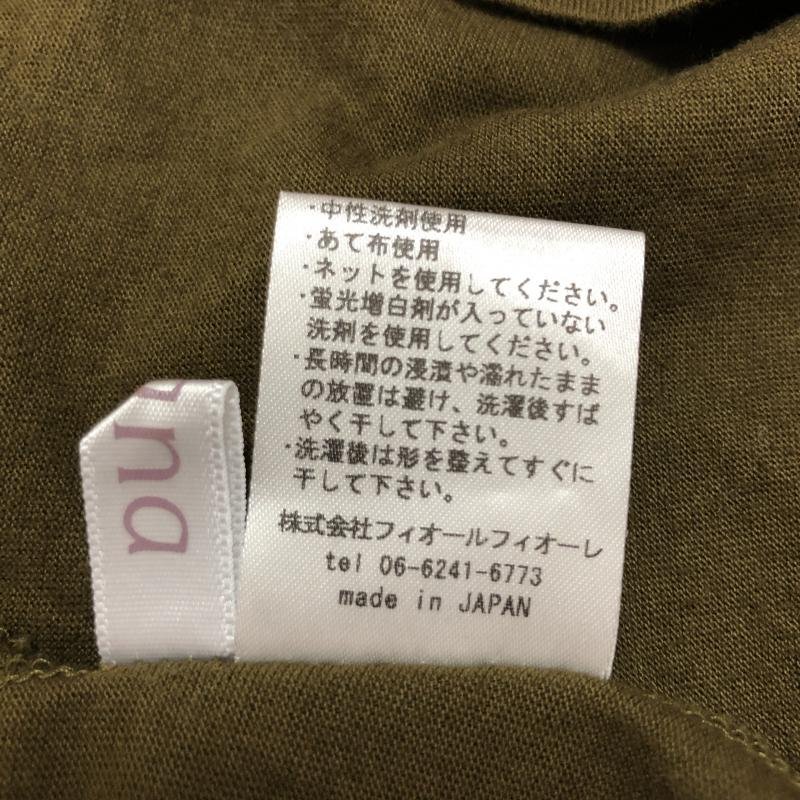 ・中性洗剤使用
・あて布使用
・ネットを使用してください。
・蛍光増白剤が入っていない
洗剤を使用してください。
・長時間の浸漬や濡れたまま
の放置は避け、洗濯後すば
やく干して下さい。
・洗濯後は形を整えてすぐに
干して下さい。
株式会社フィオールフィオーレ
tel 06-6241-6773
made in JAPAN
na